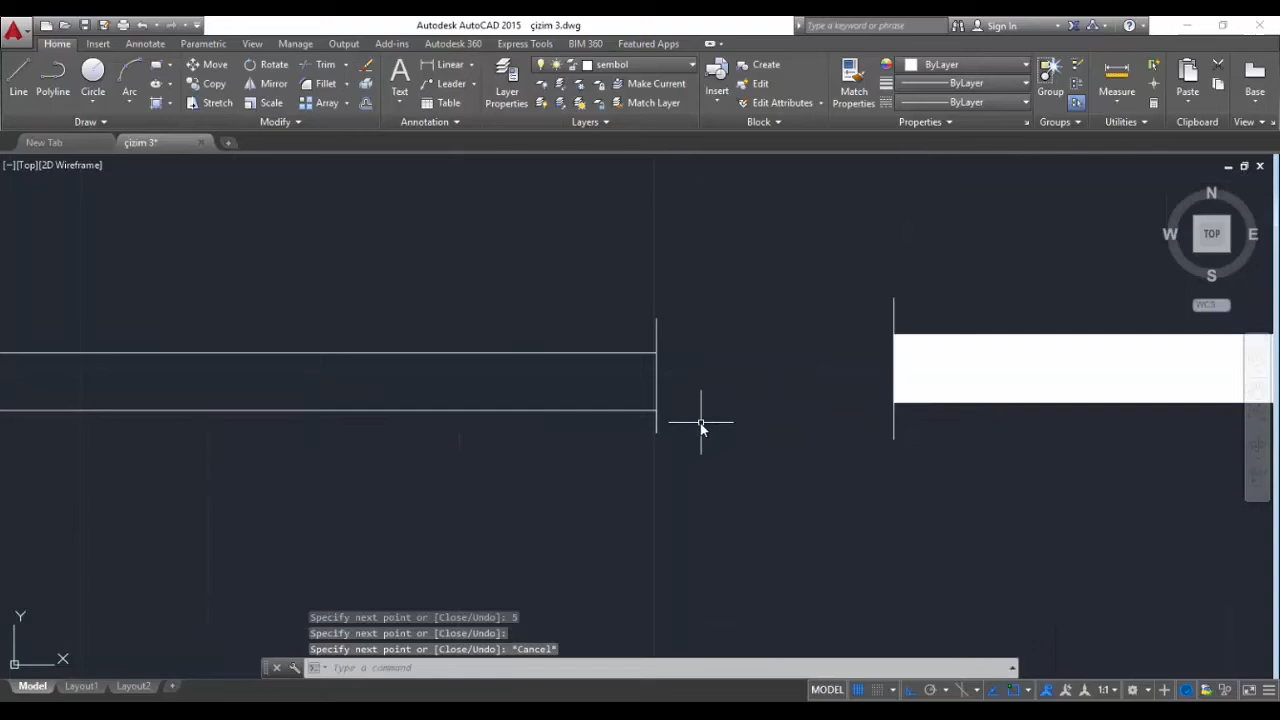 Autodesk AutoCAD 2015 çizim 3.dwg
Type a keyword or phrase
Sign In
Home Insert Annotate Parametric View Manage Output Add-ins Autodesk 360 Express Tools BIM 360 Featured Apps
Line Polyline Circle Arc
Draw
Move Rotate Trim
Copy Mirror Fillet
Stretch Scale Array
Modify
Text
Linear
Leader
Table
Annotation
Layer Properties
sembol
Make Current
Match Layer
Layers
Insert
Create
Edit
Edit Attributes
Block
Match Properties
ByLayer
ByLayer
ByLayer
Properties
Group
Groups
Measure
Utilities
Paste
Clipboard
Base
View
New Tab
çizim 3*
[−][Top][2D Wireframe]
N
W TOP E
S
WCS
Y
X
Specify next point or [Close/Undo]: 5
Specify next point or [Close/Undo]:
Specify next point or [Close/Undo]: *Cancel*
Type a command
Model Layout1 Layout2
MODEL
1:1